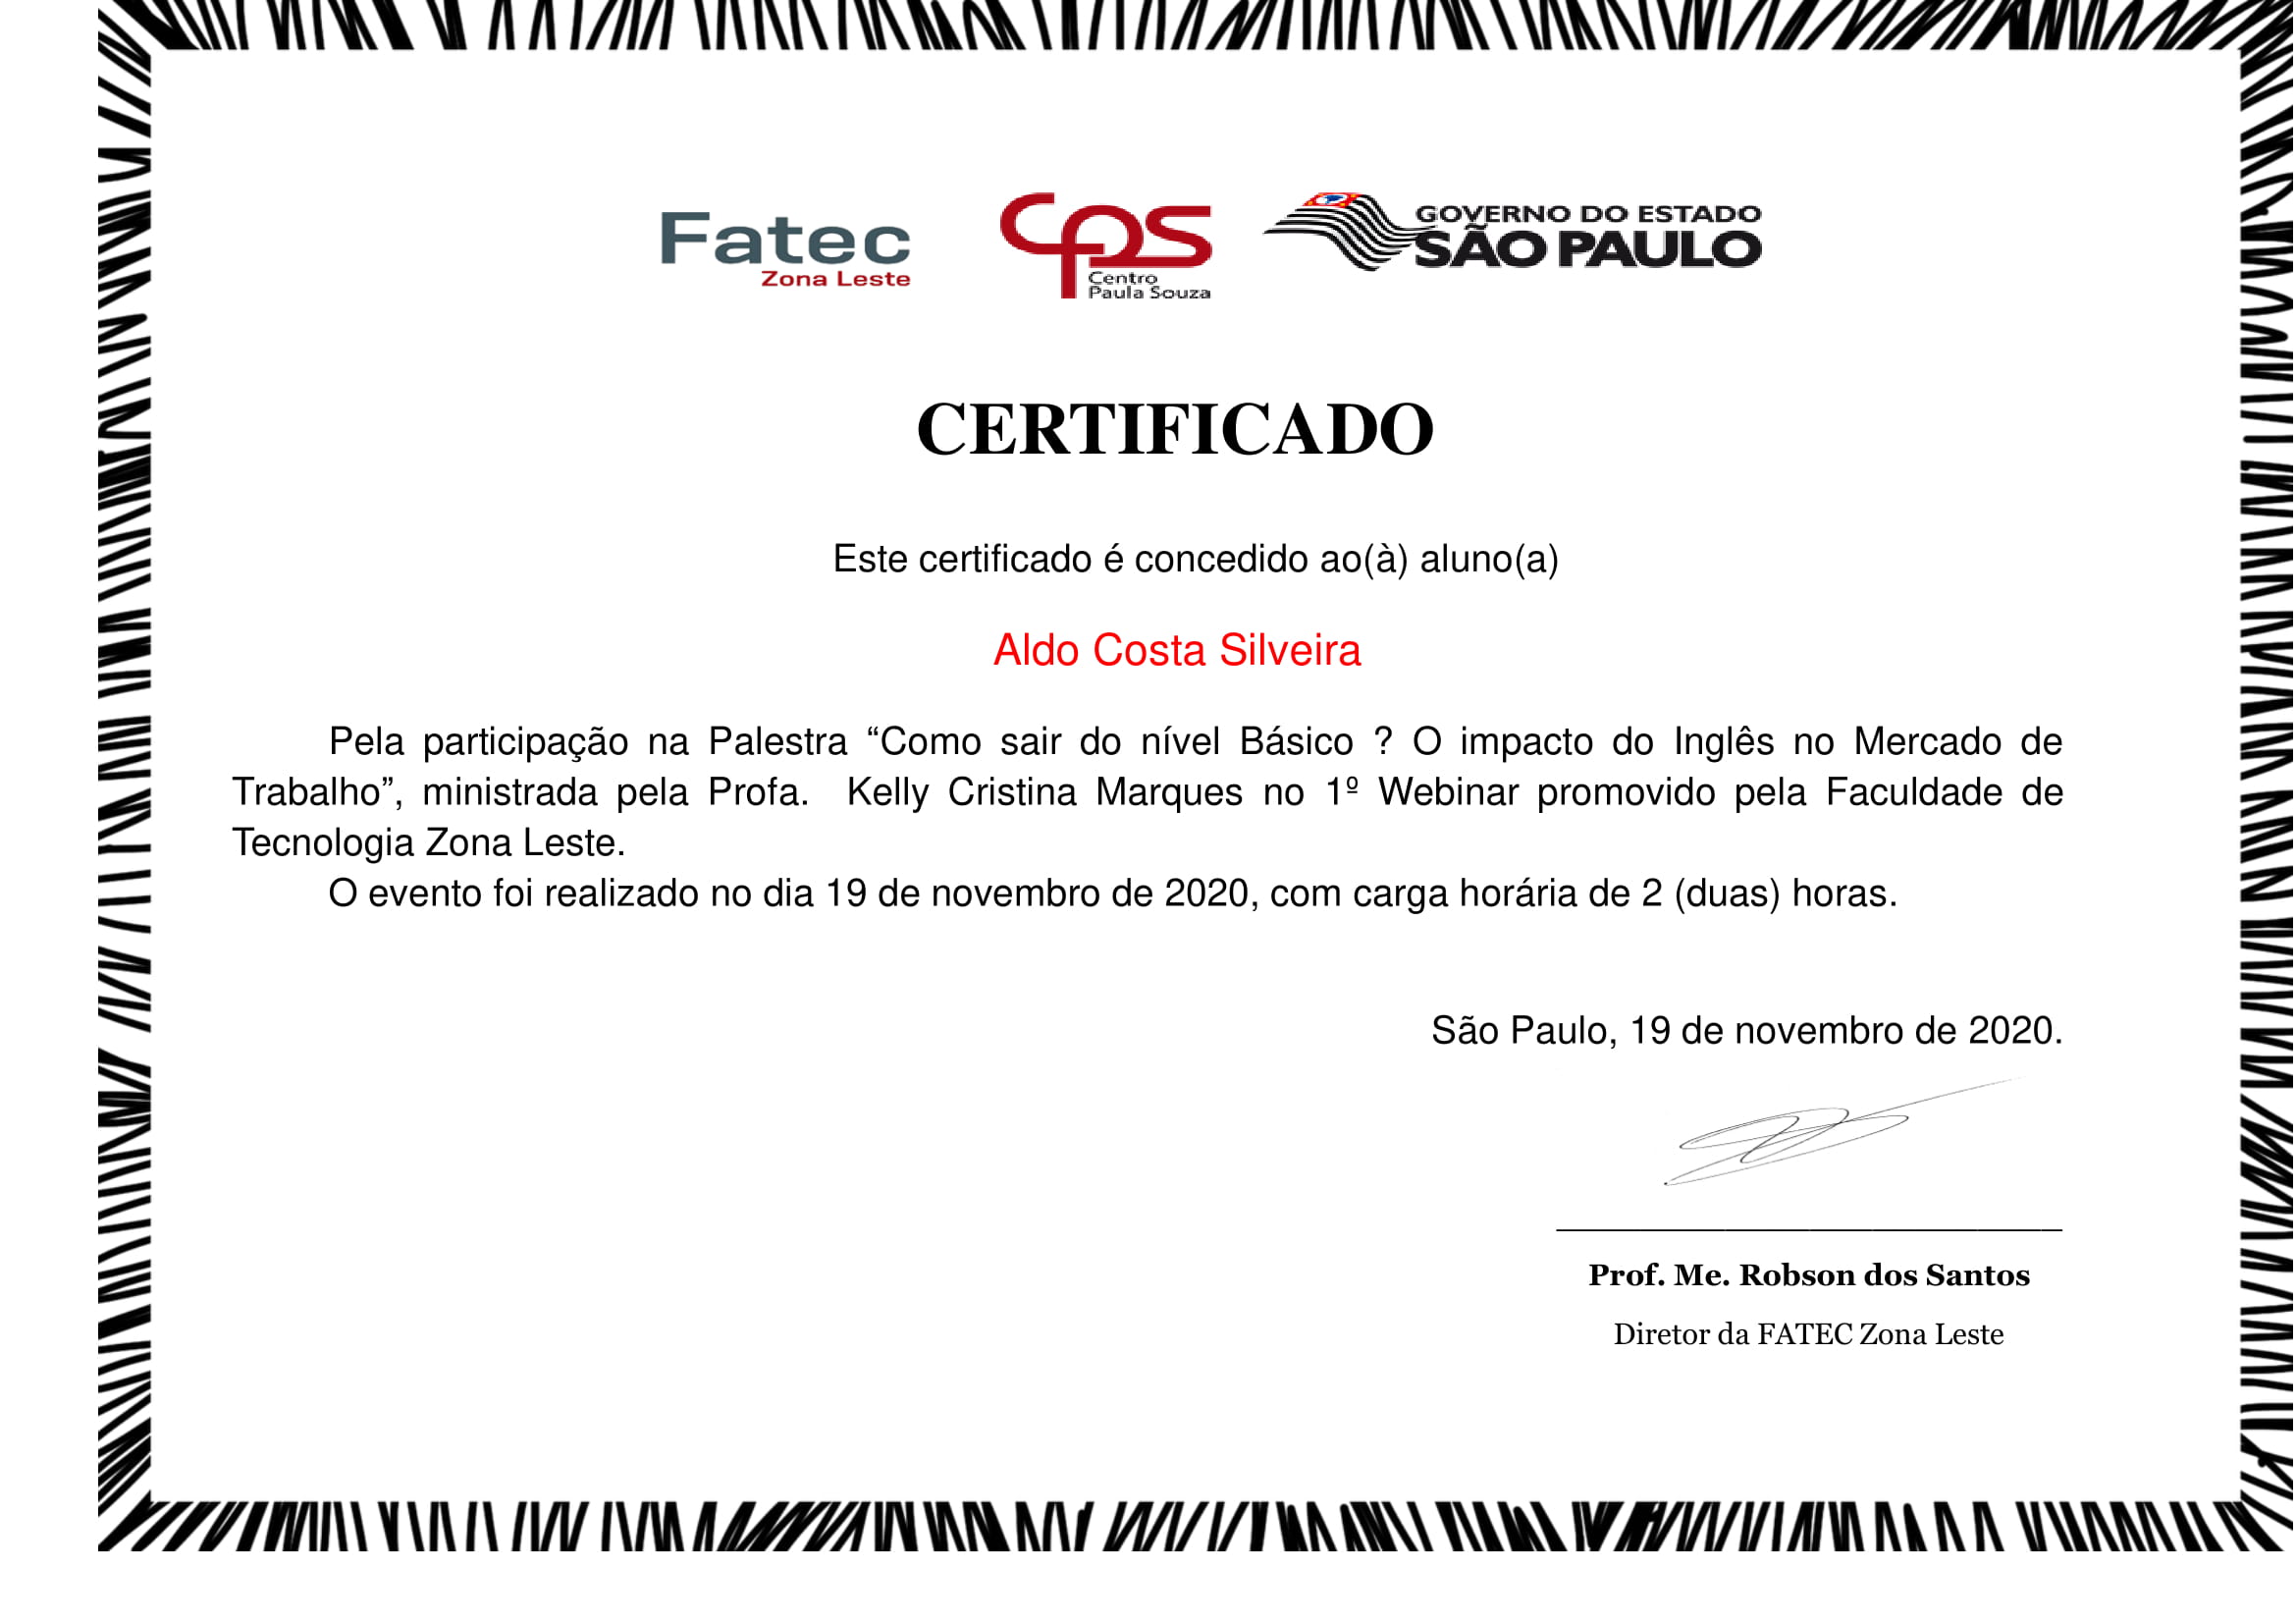 Fatec
Zona Leste
CPS
Centro
Paula Souza
GOVERNO DO ESTADO
SÃO PAULO
CERTIFICADO
Este certificado é concedido ao(à) aluno(a)
Aldo Costa Silveira
Pela participação na Palestra “Como sair do nível Básico ? O impacto do Inglês no Mercado de
Trabalho”, ministrada pela Profa. Kelly Cristina Marques no 1º Webinar promovido pela Faculdade de
Tecnologia Zona Leste.
O evento foi realizado no dia 19 de novembro de 2020, com carga horária de 2 (duas) horas.
São Paulo, 19 de novembro de 2020.
Prof. Me. Robson dos Santos
Diretor da FATEC Zona Leste